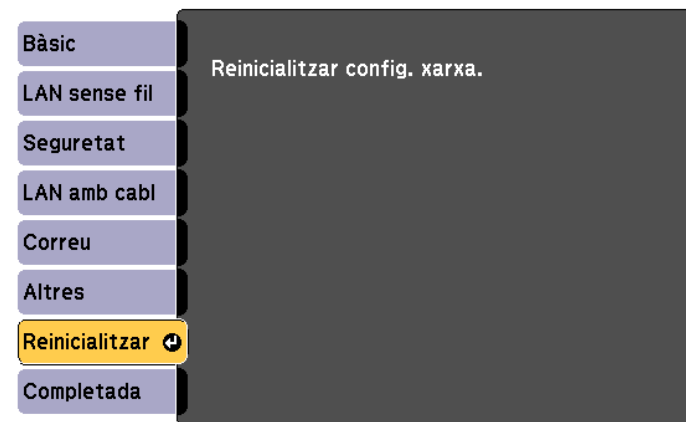 Bàsic
LAN sense fil
Seguretat
LAN amb cabl
Correu
Altres
Reinicialitzar
Completada
Reinicialitzar config. xarxa.